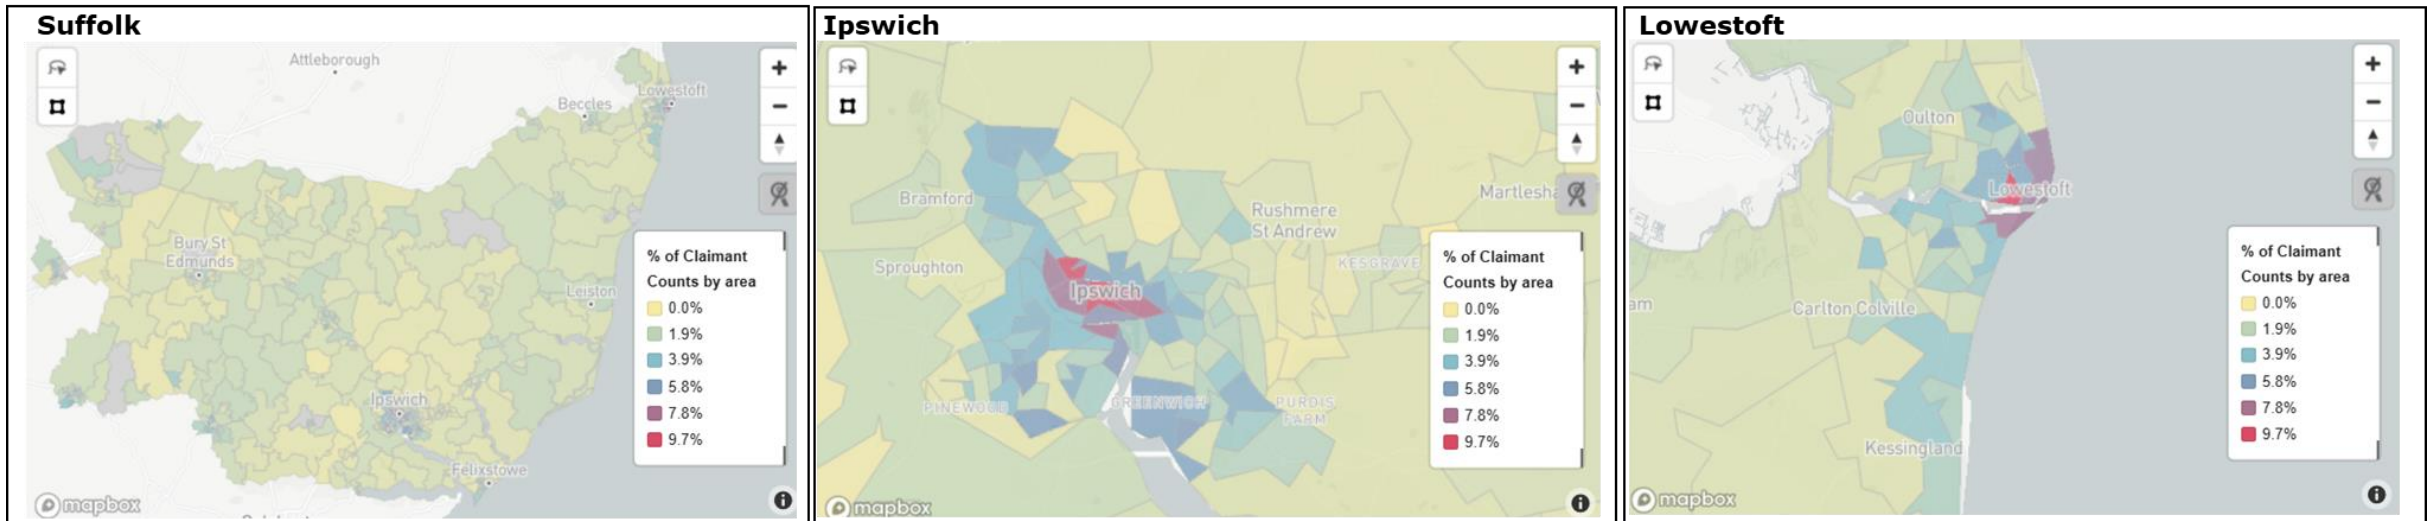 Suffolk
Attleborough
Beccles
Lowestoft
Bury St
Edmunds
Leiston
Ipswich
Felixstowe
% of Claimant
Counts by area
0.0%
1.9%
3.9%
5.8%
7.8%
9.7%
mapbox
Ipswich
Bramford
Martlesha
Rushmere
St Andrew
Sproughton
KESGRAVE
Ipswich
PINEWOOD
GREENWICH
PURDIS
FARM
% of Claimant
Counts by area
0.0%
1.9%
3.9%
5.8%
7.8%
9.7%
mapbox
Lowestoft
Oulton
Lowestoft
am
Carlton Colville
Kessingland
% of Claimant
Counts by area
0.0%
1.9%
3.9%
5.8%
7.8%
9.7%
mapbox